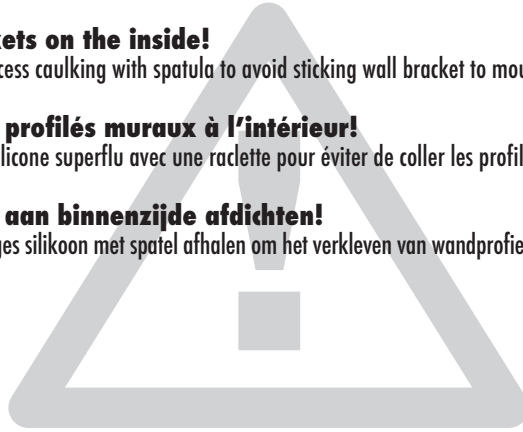 kets on the inside!
cess caulking with spatula to avoid sticking wall bracket to mou
profilés muraux à l’intérieur!
licone superflu avec une raclette pour éviter de coller les profil
aan binnenzijde afdichten!
ges silikoon met spatel afhalen om het verkleven van wandprofie